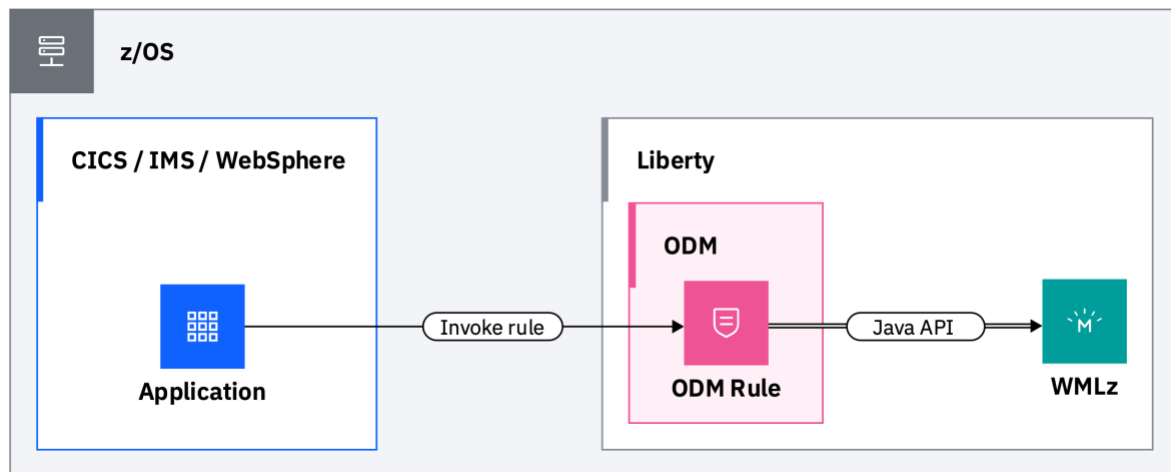 z/OS
CICS / IMS / WebSphere
Liberty
ODM
Invoke rule
Java API
M
Application
ODM Rule
WMLz